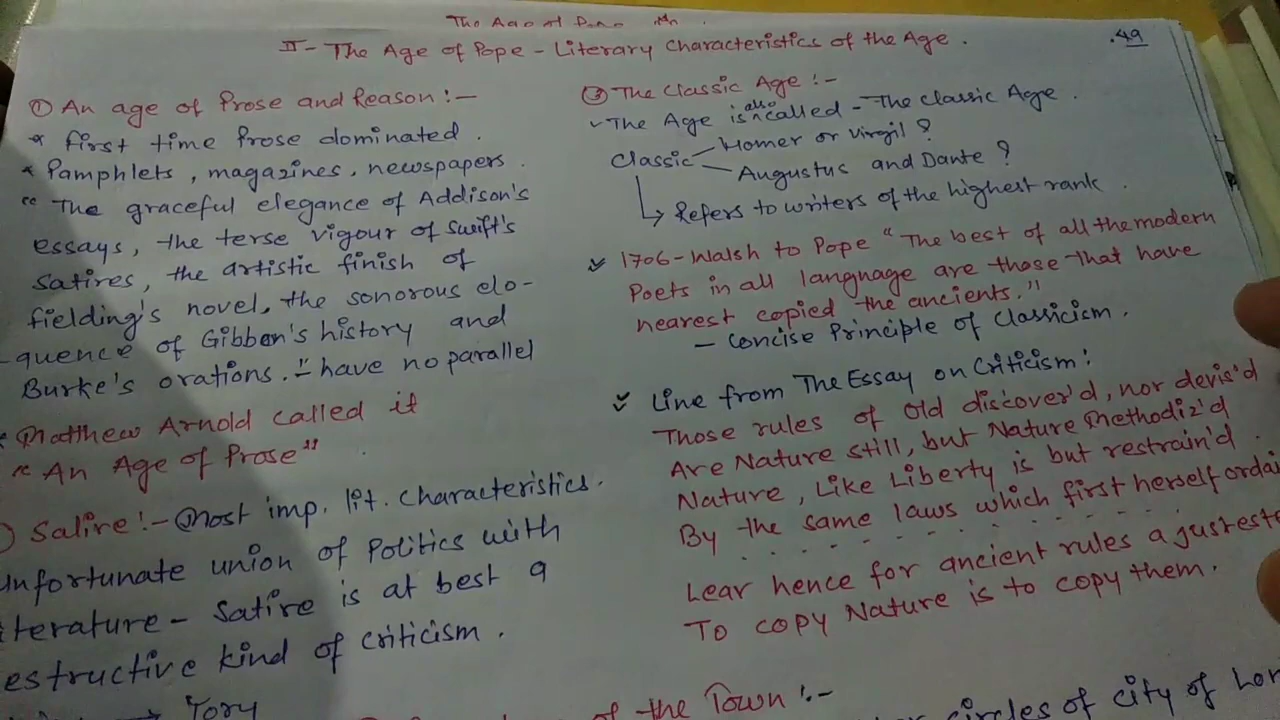 The Age of Pope
II - The Age of Pope - Literary Characteristics of the Age.
49
① An age of Prose and Reason :-
* First time Prose dominated.
* Pamphlets, magazines, newspapers.
"The graceful elegance of Addison's
essays, the terse vigour of Swift's
satires, the artistic finish of
fielding's novel, the sonorous elo-
-quence of Gibben's history and
Burke's orations." - have no parallel
* Matthew Arnold called it
"An Age of Prose"
Satire :- Most imp. lit. characteristics.
unfortunate union of Politics with
iterature - Satire is at best a
estructive kind of criticism.
Tory
③ The Classic Age :-
The Age is also called - The Classic Age.
Classic - Homer or Virgil?
Augustus and Dante?
↳ Refers to writers of the highest rank.
1706 - Walsh to Pope "The best of all the modern
Poets in all language are those that have
nearest copied the ancients."
- Concise Principle of Classicism.
Line from The Essay on Criticism :
Those rules of old discover'd, nor devis'd
Are Nature still, but Nature Methodiz'd
Nature, Like Liberty is but restrain'd
By the same laws which first herself ordai
Lear hence for ancient rules a just este
To copy Nature is to copy them.
of the Town :-
circles of city of Lon